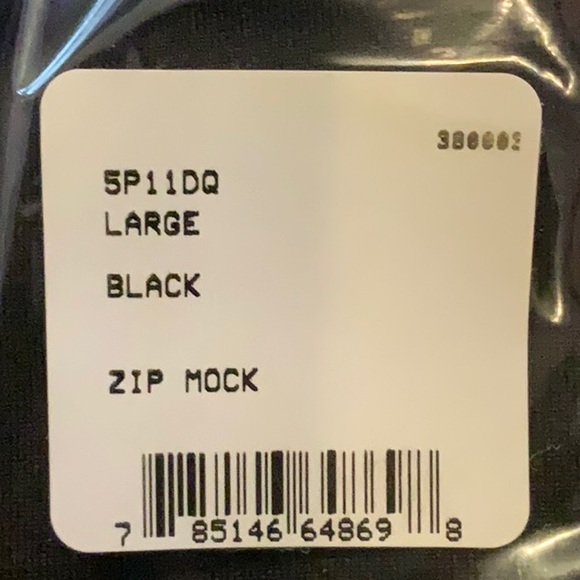 5P11DQ
LARGE
BLACK
ZIP MOCK
7 85146 64869 8